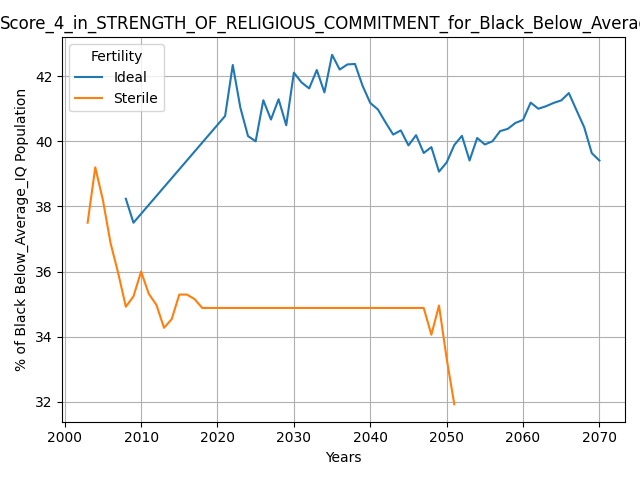 Score_4_in_STRENGTH_OF_RELIGIOUS_COMMITMENT_for_Black_Below_Avera
Fertility
Ideal
Sterile
% of Black Below_Average_IQ Population
42
40
38
36
34
32
2000 2010 2020 2030 2040 2050 2060 2070
Years